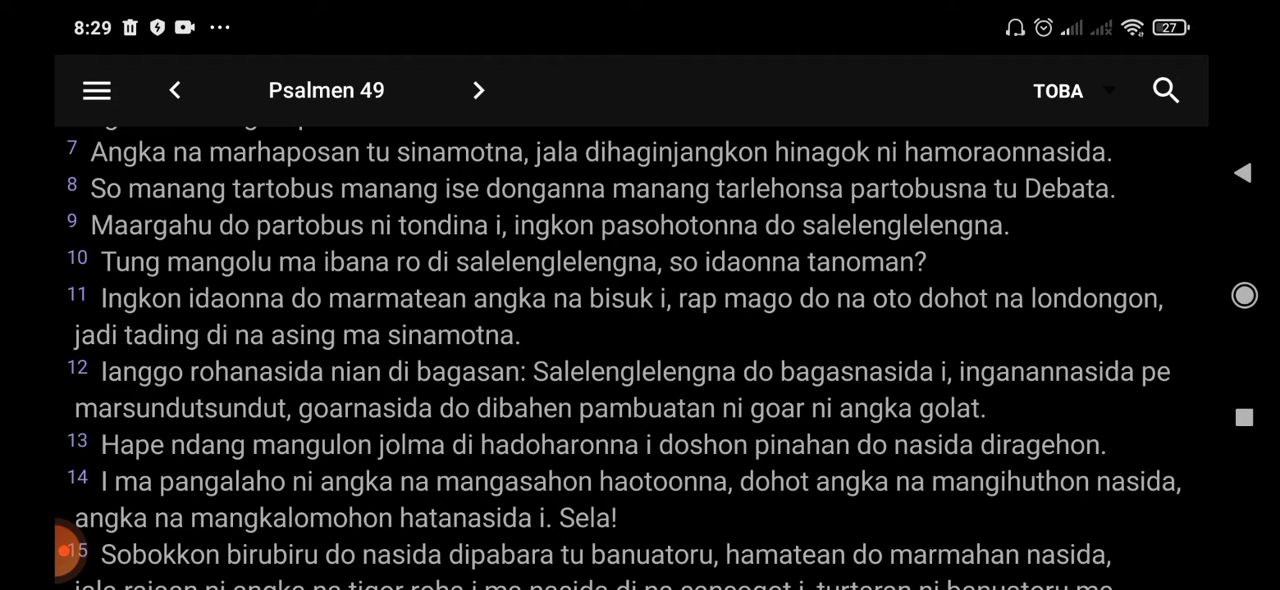 8:29 ...
27
Psalmen 49
TOBA
7 Angka na marhaposan tu sinamotna, jala dihaginjangkon hinagok ni hamoraonnasida.
8 So manang tartobus manang ise donganna manang tarlehonsa partobusna tu Debata.
9 Maargahu do partobus ni tondina i, ingkon pasohotonna do salelenglelengna.
10 Tung mangolu ma ibana ro di salelenglelengna, so idaonna tanoman?
11 Ingkon idaonna do marmatean angka na bisuk i, rap mago do na oto dohot na londongon,
jadi tading di na asing ma sinamotna.
12 Ianggo rohanasida nian di bagasan: Salelenglelengna do bagasnasida i, inganannasida pe
marsundutsundut, goarnasida do dibahen pambuatan ni goar ni angka golat.
13 Hape ndang mangulon jolma di hadoharonna i doshon pinahan do nasida diragehon.
14 I ma pangalaho ni angka na mangasahon haotoonna, dohot angka na mangihuthon nasida,
angka na mangkalomohon hatanasida i. Sela!
15 Sobokkon birubiru do nasida dipabara tu banuatoru, hamatean do marmahan nasida,